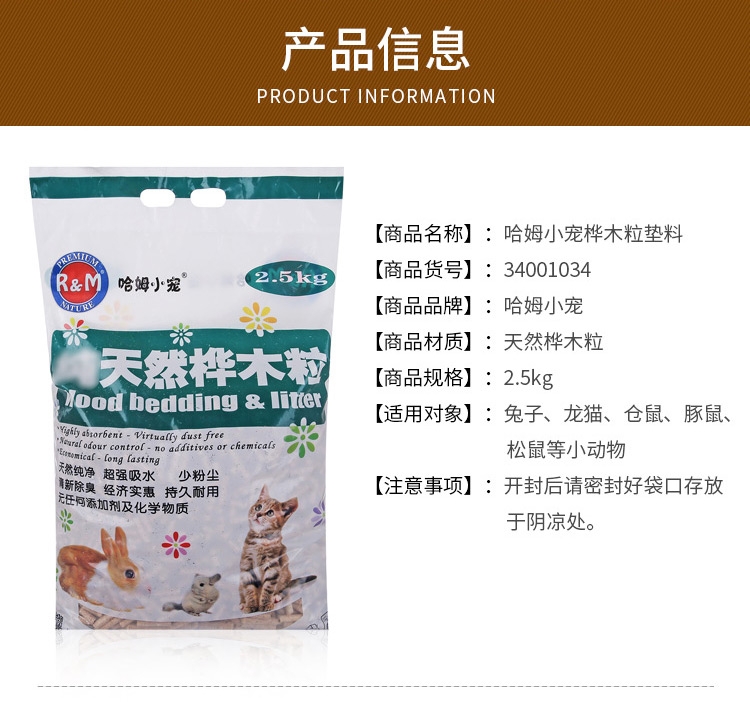 产品信息
PRODUCT INFORMATION
PREMIUM
R&M
NATURE
哈姆小宠®
2.5kg
天然桦木粒
Wood bedding & litter
Highly absorbent - Virtually dust free
Natural odour control - no additives or chemicals
Economical - long lasting
天然纯净 超强吸水 少粉尘
清新除臭 经济实惠 持久耐用
无任何添加剂及化学物质
【商品名称】：哈姆小宠桦木粒垫料
【商品货号】：34001034
【商品品牌】：哈姆小宠
【商品材质】：天然桦木粒
【商品规格】：2.5kg
【适用对象】：兔子、龙猫、仓鼠、豚鼠、
松鼠等小动物
【注意事项】：开封后请密封好袋口存放
于阴凉处。